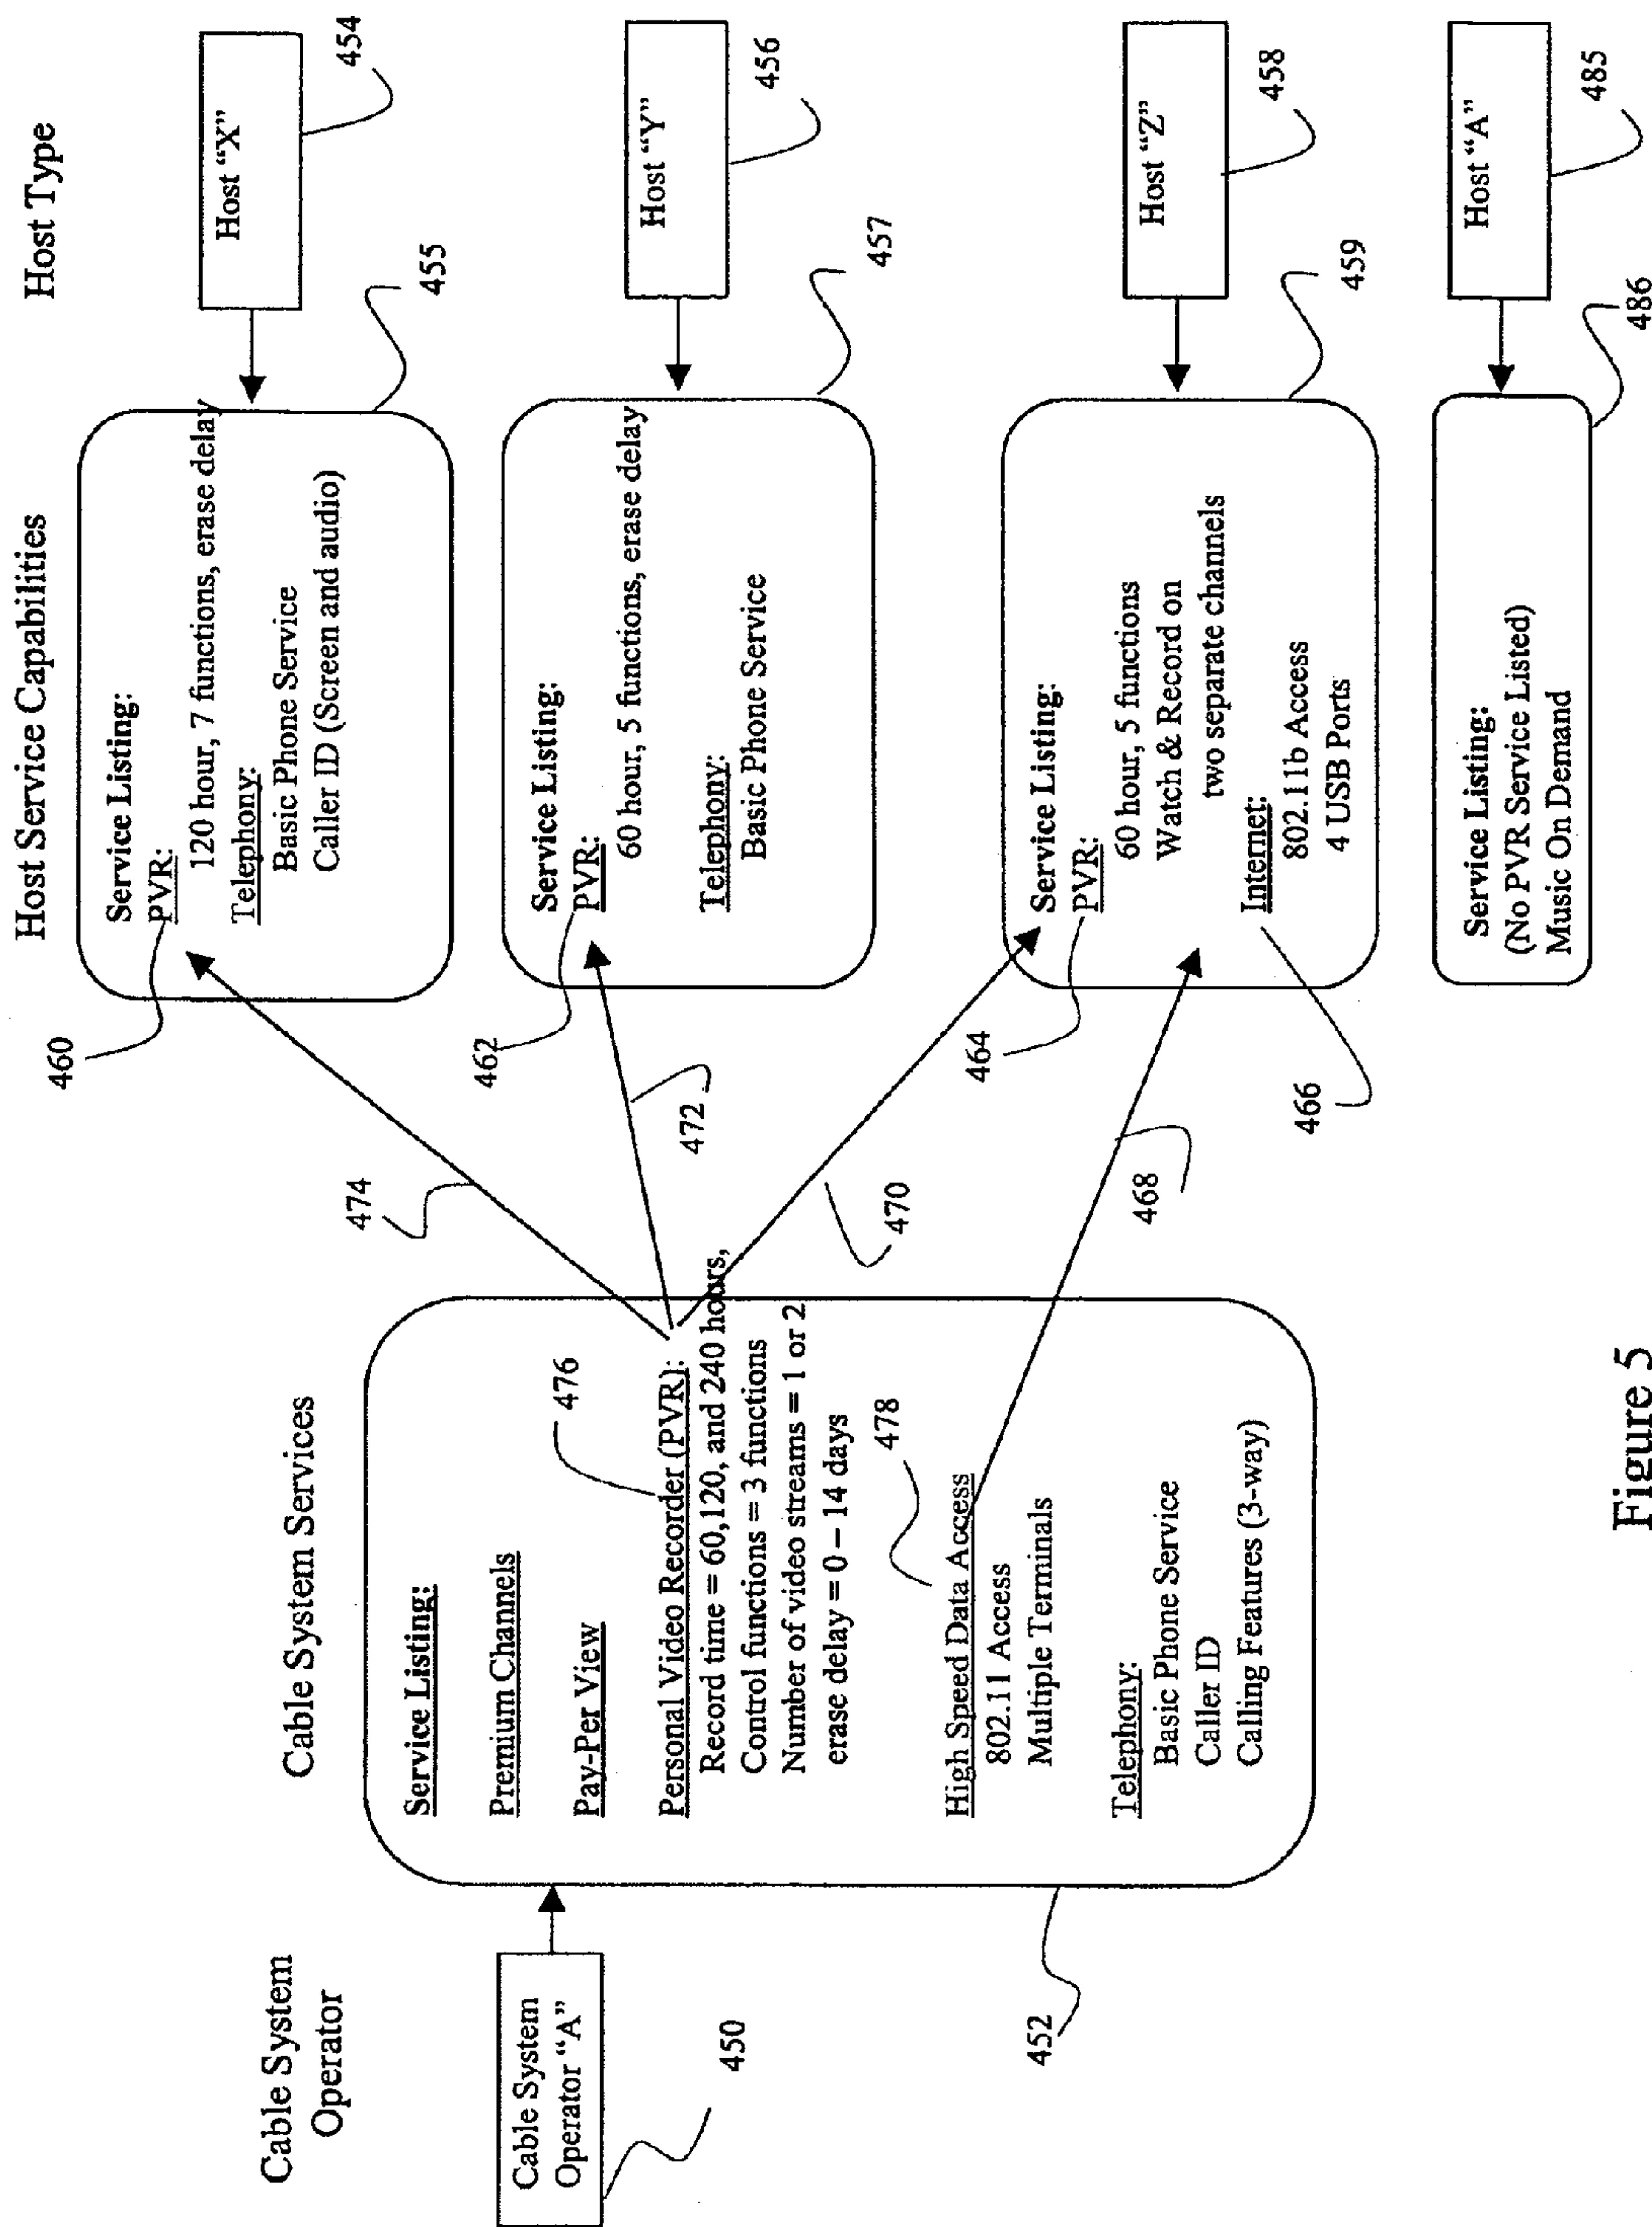 Cable System
Operator
Cable System
Operator “A”
450
Cable System Services
Service Listing:
Premium Channels
Pay-Per View
Personal Video Recorder (PVR):
Record time = 60,120, and 240 hours,
Control functions = 3 functions
Number of video streams = 1 or 2
erase delay = 0 – 14 days
476
High Speed Data Access
802.11 Access
Multiple Terminals
478
Telephony:
Basic Phone Service
Caller ID
Calling Features (3-way)
452
474
472
470
468
Host Service Capabilities
460
Service Listing:
PVR:
120 hour, 7 functions, erase delay
Telephony:
Basic Phone Service
Caller ID (Screen and audio)
455
462
Service Listing:
PVR:
60 hour, 5 functions, erase delay
Telephony:
Basic Phone Service
457
464
Service Listing:
PVR:
60 hour, 5 functions
Watch & Record on
two separate channels
Internet:
802.11b Access
4 USB Ports
466
459
Service Listing:
(No PVR Service Listed)
Music On Demand
486
Host Type
Host “X”
454
Host “Y”
456
Host “Z”
458
Host “A”
485
Figure 5